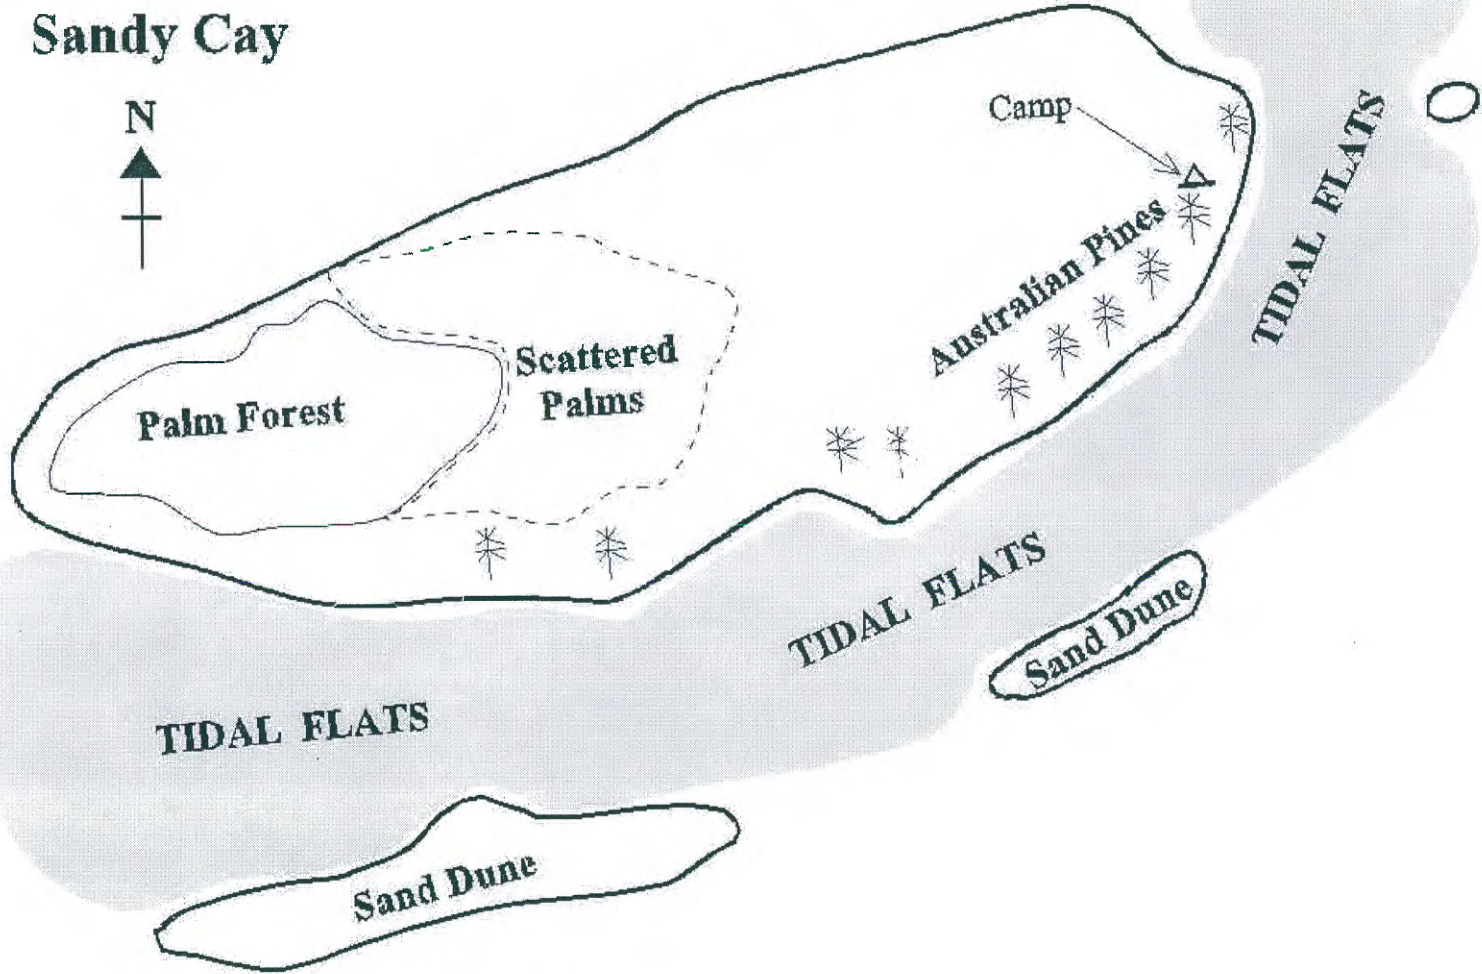 Sandy Cay
N
Camp
Australian Pines
TIDAL FLATS
Scattered
Palms
Palm Forest
TIDAL FLATS
Sand Dune
TIDAL FLATS
Sand Dune